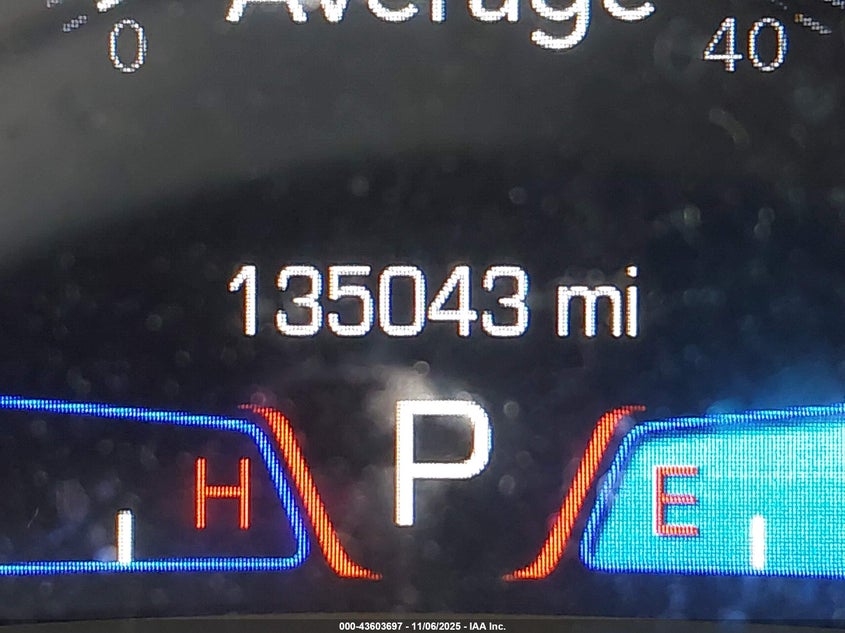 Average
0 40
135043 mi
P
H E
000-43603697 - 11/06/2025 - IAA Inc.